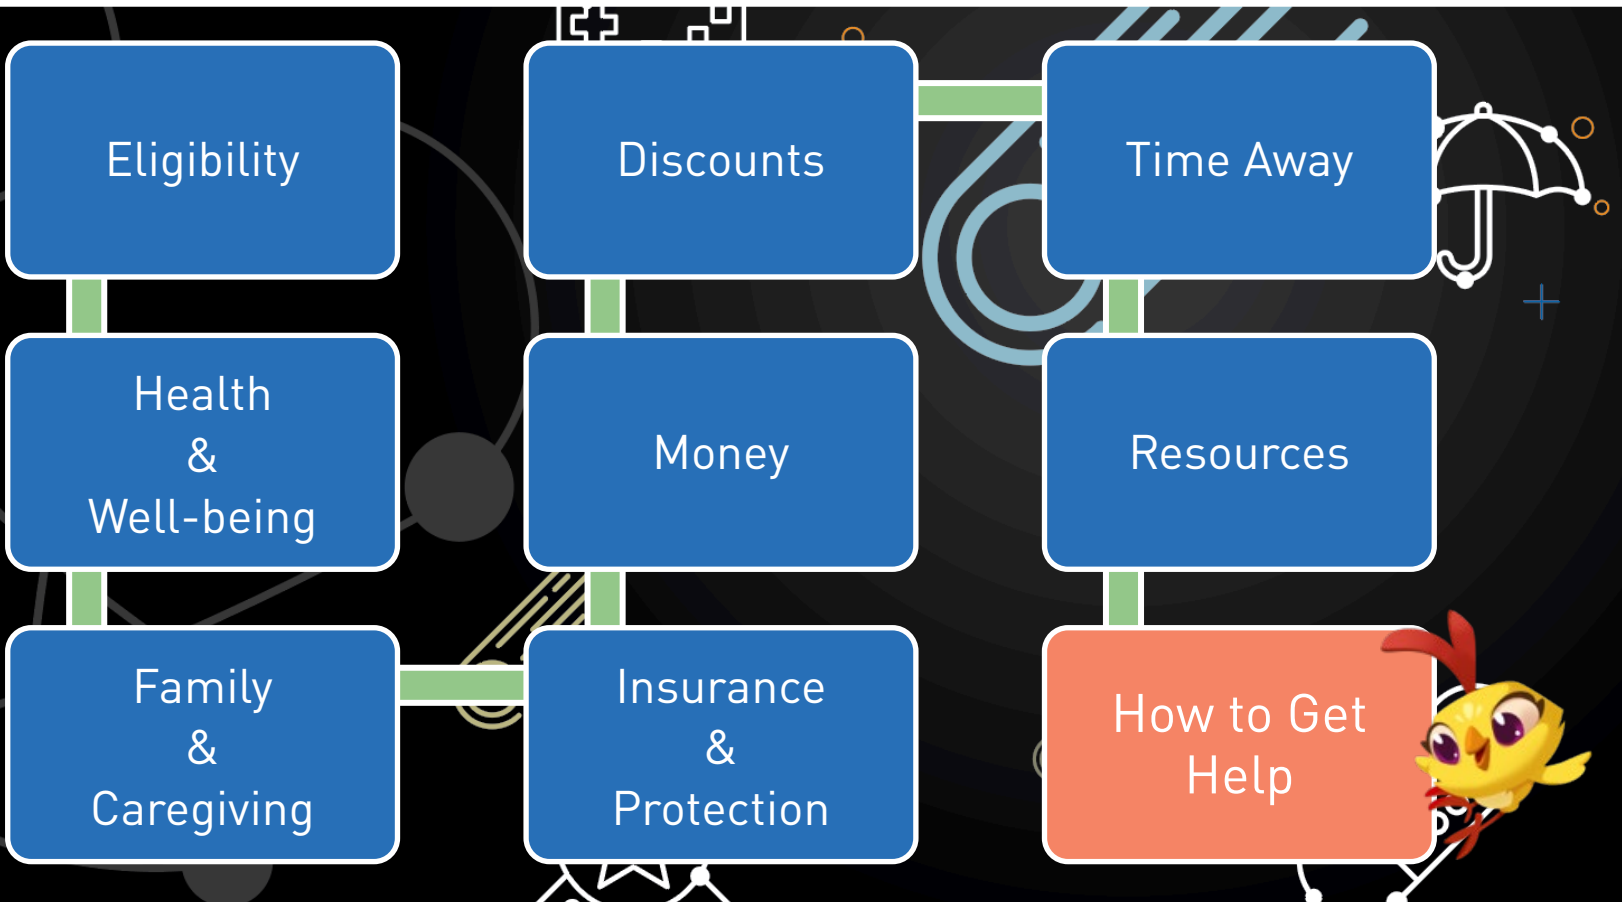 Eligibility
Health
&
Well-being
Family
&
Caregiving
Insurance
&
Protection
Money
Discounts
Time Away
Resources
How to Get
Help